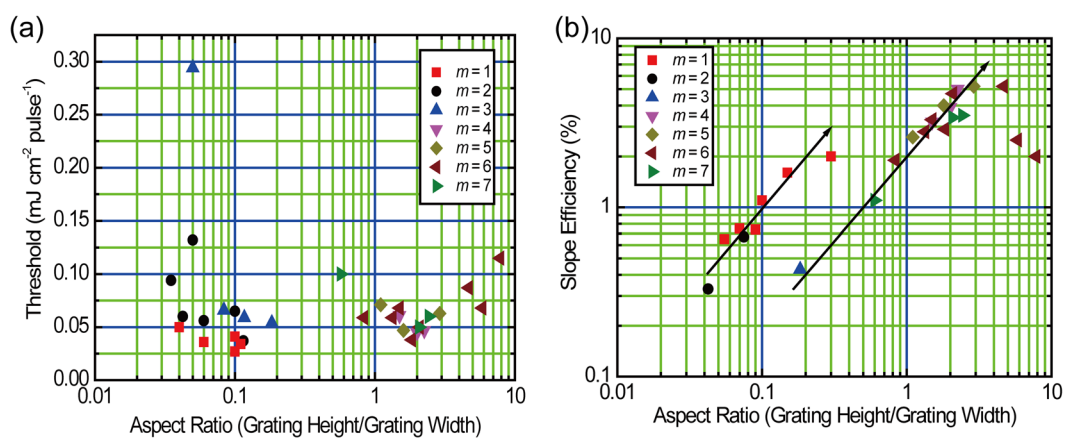 (a)
Threshold (mJ cm⁻² pulse⁻¹)
0.30
0.25
0.20
0.15
0.10
0.05
0.00
0.01
0.1
1
10
Aspect Ratio (Grating Height/Grating Width)
m = 1
m = 2
m = 3
m = 4
m = 5
m = 6
m = 7
(b)
Slope Efficiency (%)
10
1
0.1
0.01
0.1
1
10
Aspect Ratio (Grating Height/Grating Width)
m = 1
m = 2
m = 3
m = 4
m = 5
m = 6
m = 7